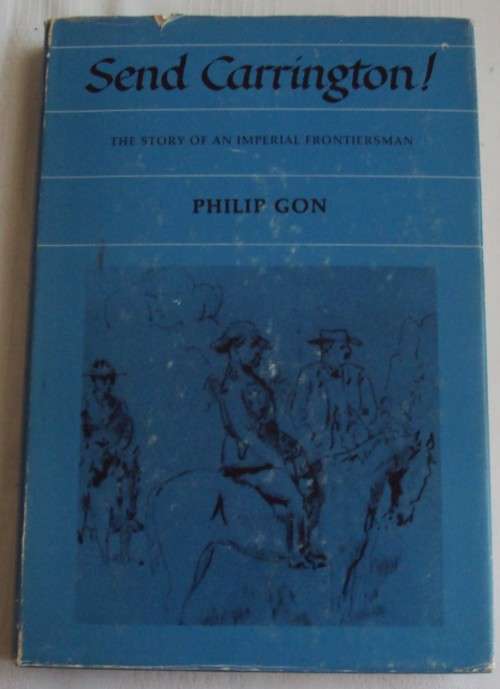 Send Carrington!
THE STORY OF AN IMPERIAL FRONTIERSMAN
PHILIP GON